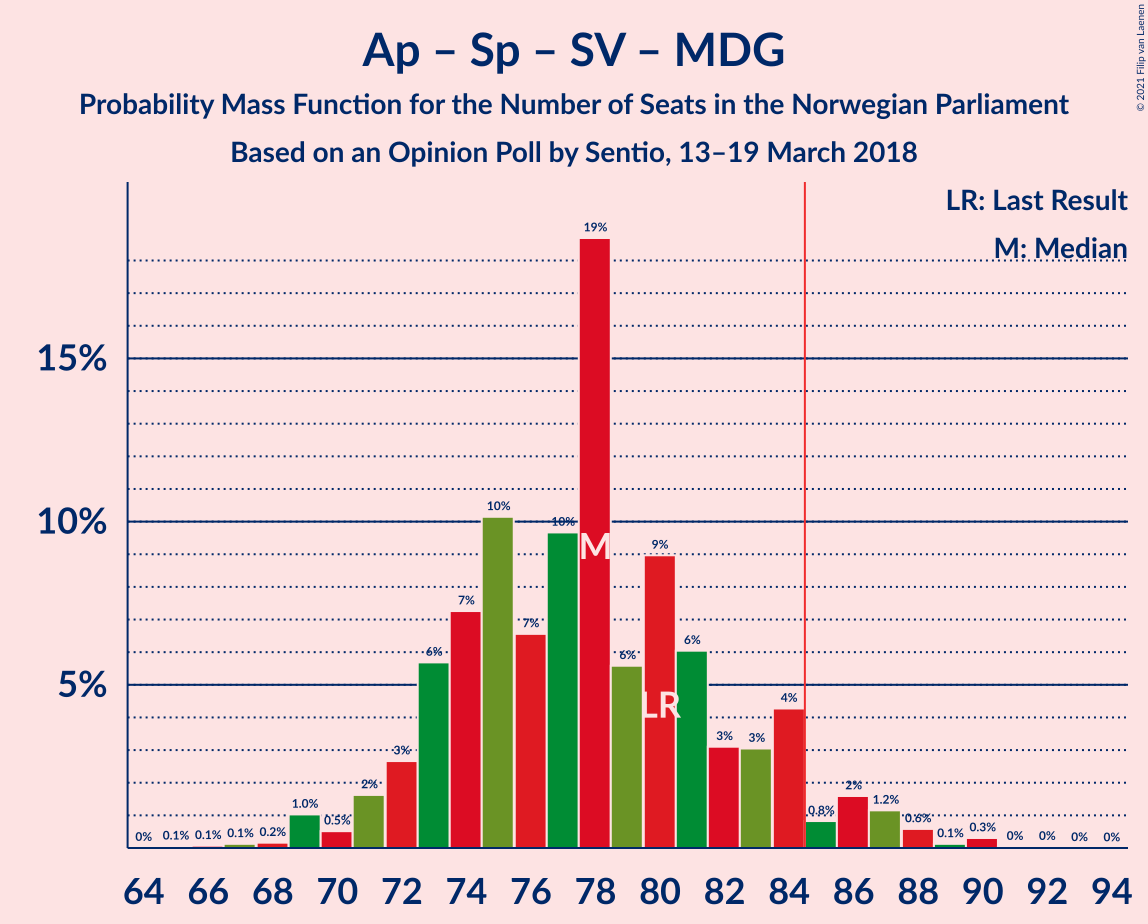 © 2021 Filip van Laenen
Ap – Sp – SV – MDG
Probability Mass Function for the Number of Seats in the Norwegian Parliament
Based on an Opinion Poll by Sentio, 13–19 March 2018
LR: Last Result
M: Median
15%
10%
5%
0% 0.1% 0.1% 0.1% 0.2% 1.0% 0.5% 2% 3% 6% 7% 10% 7% 10% 19% 6% 9% 6% 3% 3% 4% 0.8% 2% 1.2% 0.6% 0.1% 0.3% 0% 0% 0% 0%
M
LR
64 66 68 70 72 74 76 78 80 82 84 86 88 90 92 94